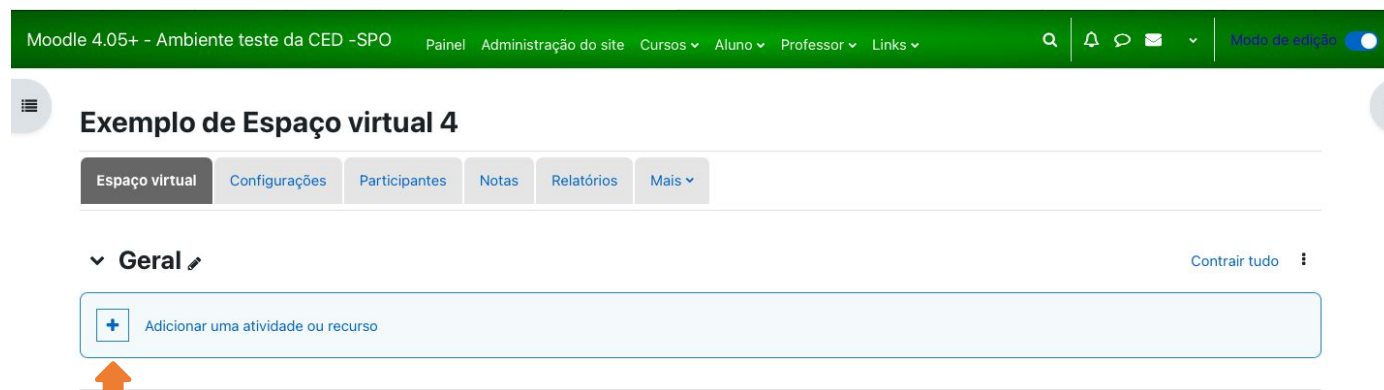 Moodle 4.05+ - Ambiente teste da CED -SPO Painel Administração do site Cursos Aluno Professor Links Modo de edição
Exemplo de Espaço virtual 4
Espaço virtual Configurações Participantes Notas Relatórios Mais
Geral Contrair tudo
Adicionar uma atividade ou recurso